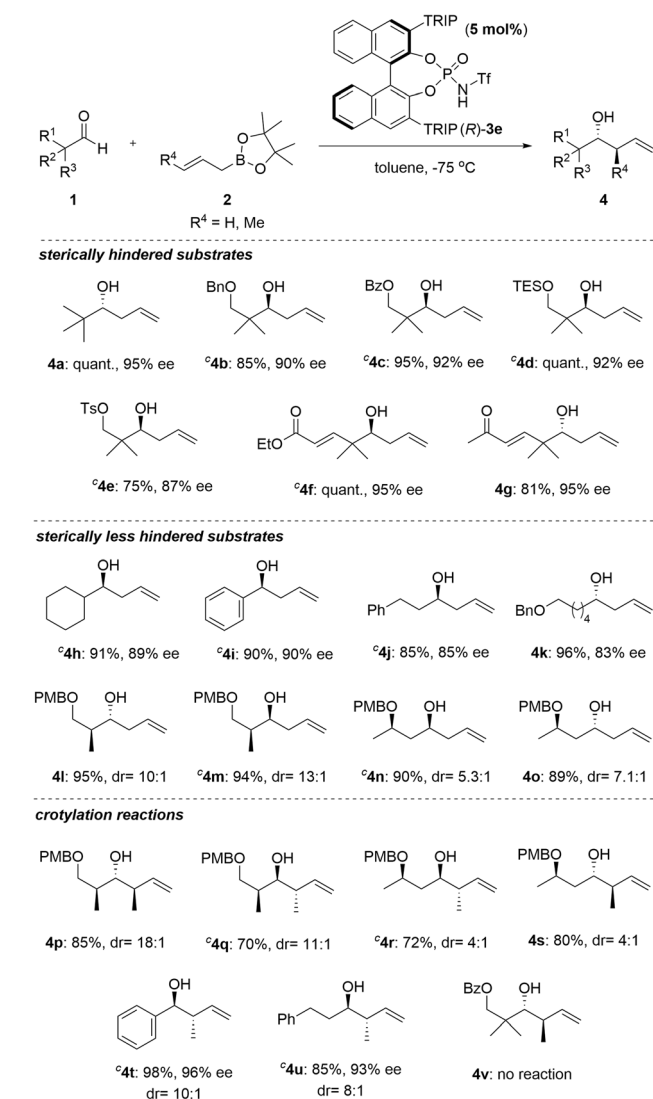 TRIP
(5 mol%)
O
O
P
O
Tf
N
H
TRIP (R)-3e
O
R¹
R²
R³
H
+
R⁴
B
O
O
toluene, -75 ºC
OH
R¹
R²
R³
R⁴
1
2
4
R⁴ = H, Me
sterically hindered substrates
OH
BnO OH
BzO OH
TESO OH
4a: quant., 95% ee
ᶜ4b: 85%, 90% ee
ᶜ4c: 95%, 92% ee
ᶜ4d: quant., 92% ee
TsO OH
O OH
EtO
O OH
ᶜ4e: 75%, 87% ee
ᶜ4f: quant., 95% ee
4g: 81%, 95% ee
sterically less hindered substrates
OH
OH
OH
Ph
OH
BnO ( )4
ᶜ4h: 91%, 89% ee
ᶜ4i: 90%, 90% ee
ᶜ4j: 85%, 85% ee
4k: 96%, 83% ee
PMBO OH
PMBO OH
PMBO OH
PMBO OH
4l: 95%, dr= 10:1
ᶜ4m: 94%, dr= 13:1
ᶜ4n: 90%, dr= 5.3:1
4o: 89%, dr= 7.1:1
crotylation reactions
PMBO OH
PMBO OH
PMBO OH
PMBO OH
4p: 85%, dr= 18:1
ᶜ4q: 70%, dr= 11:1
ᶜ4r: 72%, dr= 4:1
4s: 80%, dr= 4:1
OH
OH
Ph
BzO OH
ᶜ4t: 98%, 96% ee
dr= 10:1
ᶜ4u: 85%, 93% ee
dr= 8:1
4v: no reaction